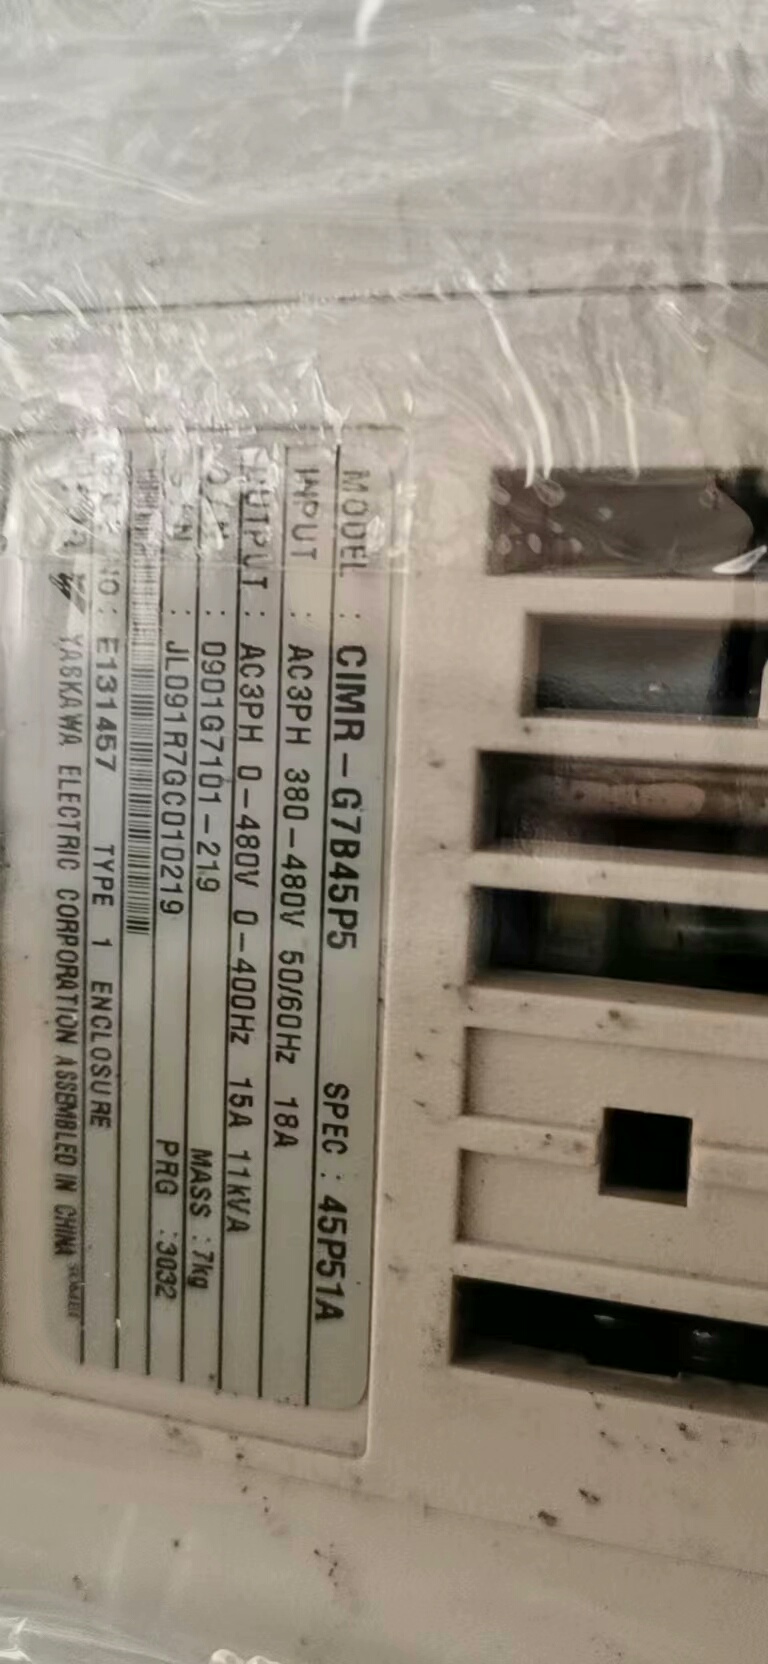 MODEL : CIMR-G7B45P5 SPEC : 45P51A
INPUT : AC3PH 380-480V 50/60Hz 18A
OUTPUT : AC3PH 0-480V 0-400Hz 15A 11kVA
O/N : 09D1G7101-219 MASS : 7kg
S/N : JL091R7GC010219 PRG : 3032
NO : E131457 TYPE 1 ENCLOSURE
YASKAWA ELECTRIC CORPORATION ASSEMBLED IN CHINA